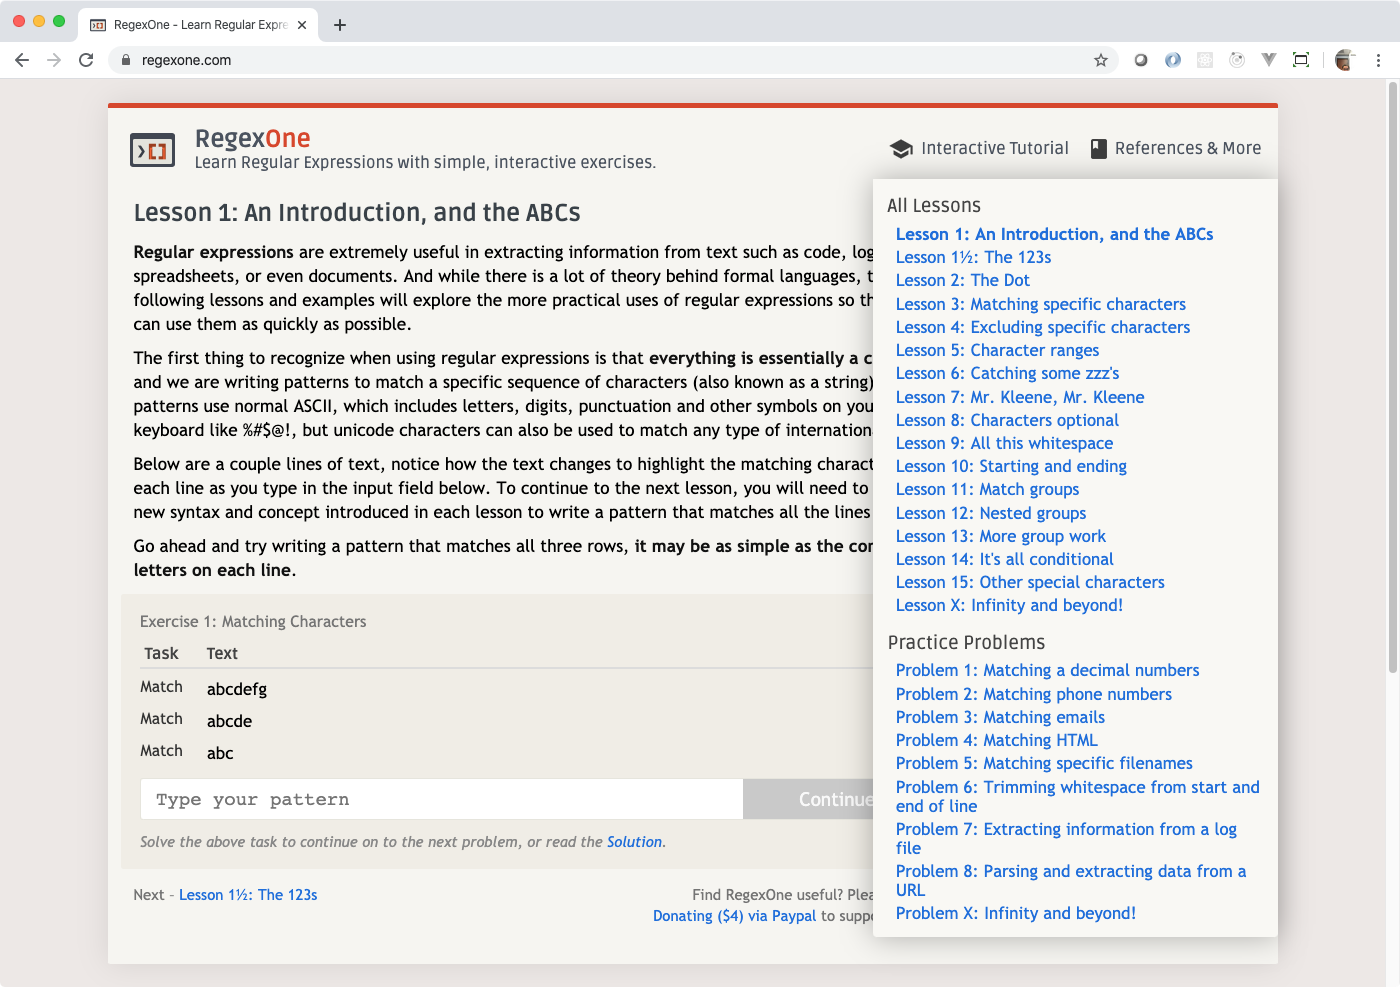 RegexOne - Learn Regular Expre
regexone.com
RegexOne
Learn Regular Expressions with simple, interactive exercises.
Interactive Tutorial
References & More
Lesson 1: An Introduction, and the ABCs
Regular expressions are extremely useful in extracting information from text such as code, log
spreadsheets, or even documents. And while there is a lot of theory behind formal languages, t
following lessons and examples will explore the more practical uses of regular expressions so th
can use them as quickly as possible.
The first thing to recognize when using regular expressions is that everything is essentially a c
and we are writing patterns to match a specific sequence of characters (also known as a string)
patterns use normal ASCII, which includes letters, digits, punctuation and other symbols on you
keyboard like %#$@!, but unicode characters can also be used to match any type of internation
Below are a couple lines of text, notice how the text changes to highlight the matching charact
each line as you type in the input field below. To continue to the next lesson, you will need to
new syntax and concept introduced in each lesson to write a pattern that matches all the lines
Go ahead and try writing a pattern that matches all three rows, it may be as simple as the co
letters on each line.
Exercise 1: Matching Characters
Task Text
Match abcdefg
Match abcde
Match abc
Type your pattern
Continue
Solve the above task to continue on to the next problem, or read the Solution.
Next - Lesson 1½: The 123s
Find RegexOne useful? Plea
Donating ($4) via Paypal to supp
All Lessons
Lesson 1: An Introduction, and the ABCs
Lesson 1½: The 123s
Lesson 2: The Dot
Lesson 3: Matching specific characters
Lesson 4: Excluding specific characters
Lesson 5: Character ranges
Lesson 6: Catching some zzz's
Lesson 7: Mr. Kleene, Mr. Kleene
Lesson 8: Characters optional
Lesson 9: All this whitespace
Lesson 10: Starting and ending
Lesson 11: Match groups
Lesson 12: Nested groups
Lesson 13: More group work
Lesson 14: It's all conditional
Lesson 15: Other special characters
Lesson X: Infinity and beyond!
Practice Problems
Problem 1: Matching a decimal numbers
Problem 2: Matching phone numbers
Problem 3: Matching emails
Problem 4: Matching HTML
Problem 5: Matching specific filenames
Problem 6: Trimming whitespace from start and
end of line
Problem 7: Extracting information from a log
file
Problem 8: Parsing and extracting data from a
URL
Problem X: Infinity and beyond!